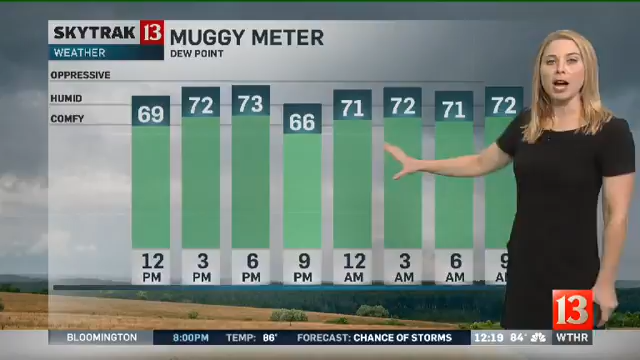 SKYTRAK 13
WEATHER
MUGGY METER
DEW POINT
OPPRESSIVE
HUMID
COMFY
69 72 73 66 71 72 71 72
12 3 6 9 12 3 6 9
PM PM PM PM AM AM AM
13
BLOOMINGTON 8:00PM TEMP: 86° FORECAST: CHANCE OF STORMS 12:19 84° WTHR